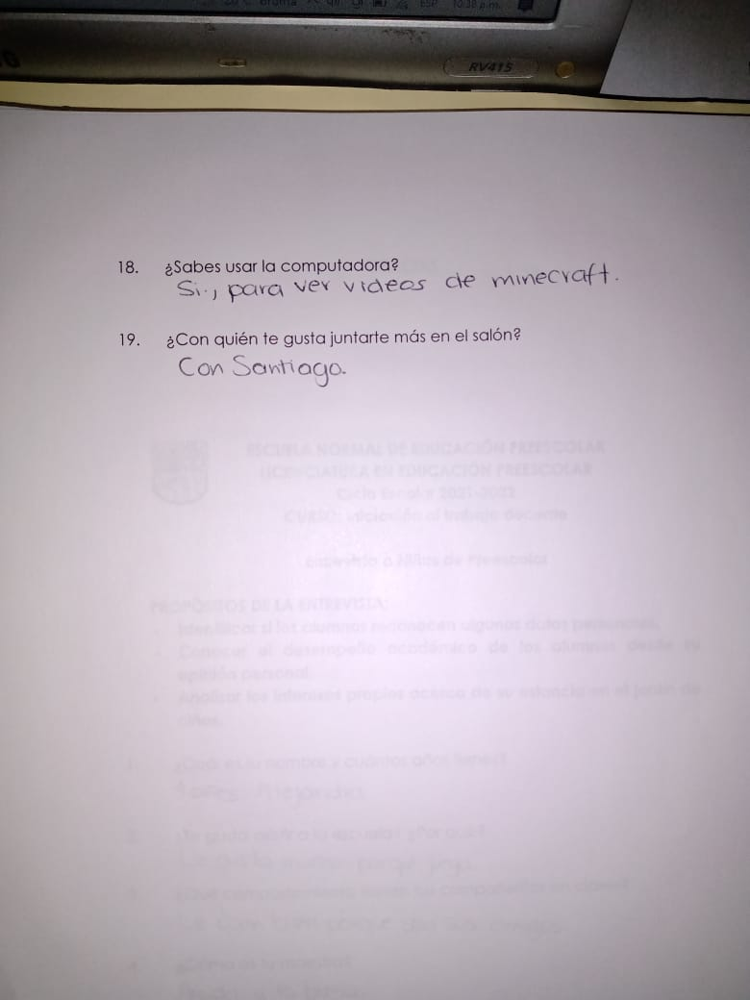 ESP 10:38 p.m.
RV415
18. ¿Sabes usar la computadora?
Si, para ver videos de minecraft.
19. ¿Con quién te gusta juntarte más en el salón?
Con Santiago.
ESCUELA NORMAL DE EDUCACIÓN PREESCOLAR
LICENCIATURA EN EDUCACIÓN PREESCOLAR
Ciclo Escolar 2021-2022
CURSO: Iniciación al trabajo docente
Entrevista a Niños de Preescolar
PROPÓSITOS DE LA ENTREVISTA:
Identificar si los alumnos reconocen algunos datos personales.
Conocer el desempeño académico de los alumnos desde su
opinión personal.
Analizar los intereses propios acerca de su estancia en el jardín de
niños.
1. ¿Cuál es tu nombre y cuántos años tienes?
2. ¿Te gusta asistir a la escuela? ¿Por qué?
3.
4. ¿Cómo es tu maestra?